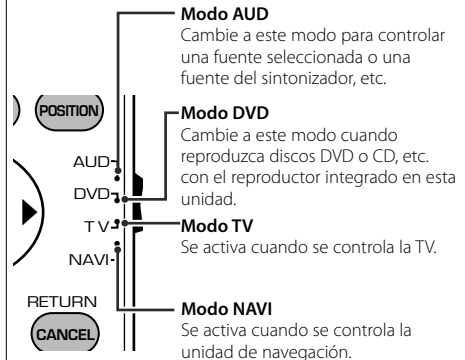 Modo AUD
Cambie a este modo para controlar
una fuente seleccionada o una
fuente del sintonizador, etc.
POSITION
Modo DVD
Cambie a este modo cuando
reproduzca discos DVD o CD, etc.
con el reproductor integrado en esta
unidad.
AUD
DVD
TV
NAVI
Modo TV
Se activa cuando se controla la TV.
RETURN
CANCEL
Modo NAVI
Se activa cuando se controla la
unidad de navegación.